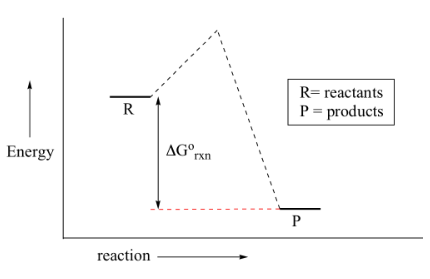 R
R= reactants
P = products
Energy
ΔG°rxn
P
reaction